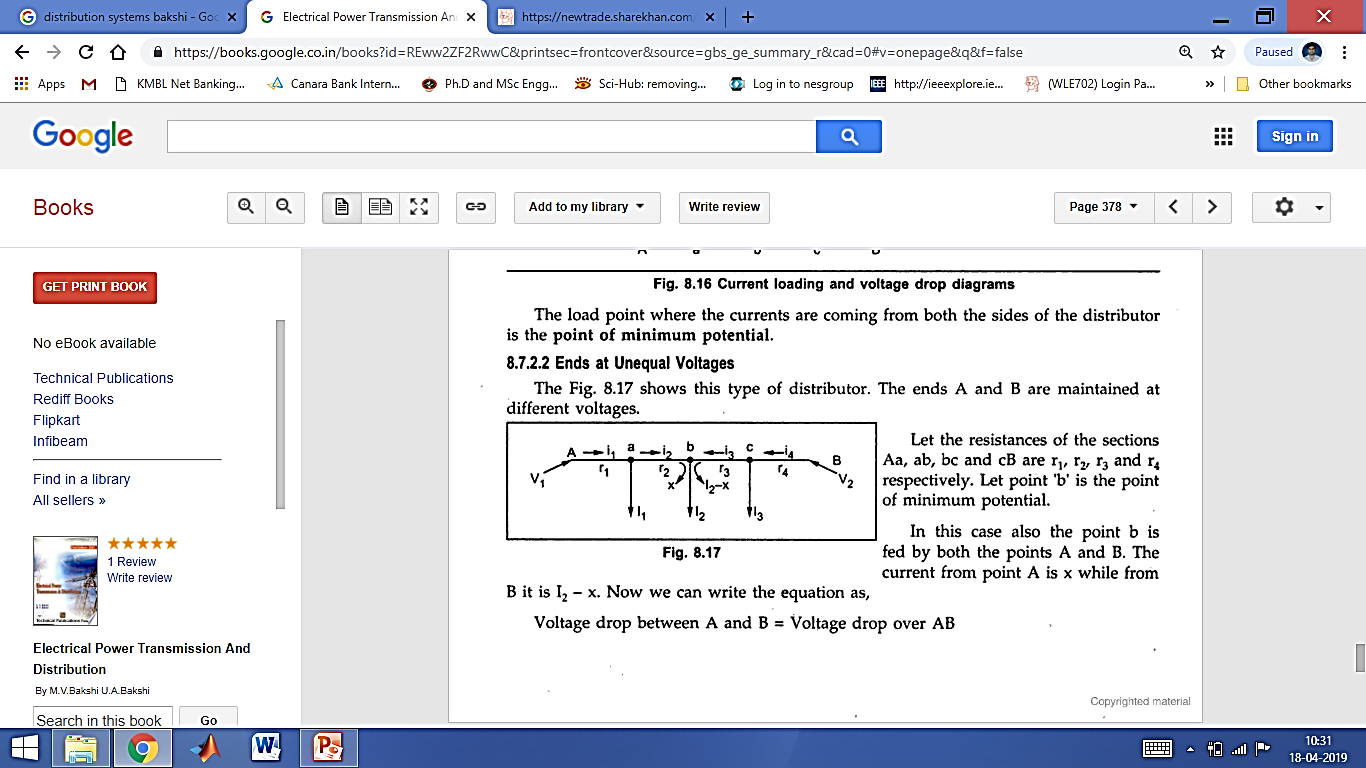 distribution systems bakshi - Goo
Electrical Power Transmission An
https://newtrade.sharekhan.com
https://books.google.co.in/books?id=REww2ZF2RwwC&printsec=frontcover&source=gbs_ge_summary_r&cad=0#v=onepage&q&f=false
Paused
Apps
KMBL Net Banking...
Canara Bank Intern...
Ph.D and MSc Engg...
Sci-Hub: removing...
Log in to nesgroup
IEEE http://ieeexplore.ie...
(WLE702) Login Pa...
»
Other bookmarks
Google
Sign in
Books
Add to my library
Write review
Page 378
GET PRINT BOOK
No eBook available
Technical Publications
Rediff Books
Flipkart
Infibeam
Find in a library
All sellers »
1 Review
Write review
Electrical Power Transmission And
Distribution
By M.V.Bakshi U.A.Bakshi
Search in this book
Go
Fig. 8.16 Current loading and voltage drop diagrams
The load point where the currents are coming from both the sides of the distributor
is the point of minimum potential.
8.7.2.2 Ends at Unequal Voltages
The Fig. 8.17 shows this type of distributor. The ends A and B are maintained at
different voltages.
A i₁ a i₂ b i₃ c i₄ B
r₁ r₂ r₃ r₄
V₁ x I₂–x V₂
I₁ I₂ I₃
Fig. 8.17
Let the resistances of the sections
Aa, ab, bc and cB are r₁, r₂, r₃ and r₄
respectively. Let point 'b' is the point
of minimum potential.
In this case also the point b is
fed by both the points A and B. The
current from point A is x while from
B it is I₂ – x. Now we can write the equation as,
Voltage drop between A and B = Voltage drop over AB
Copyrighted material
10:31
18-04-2019